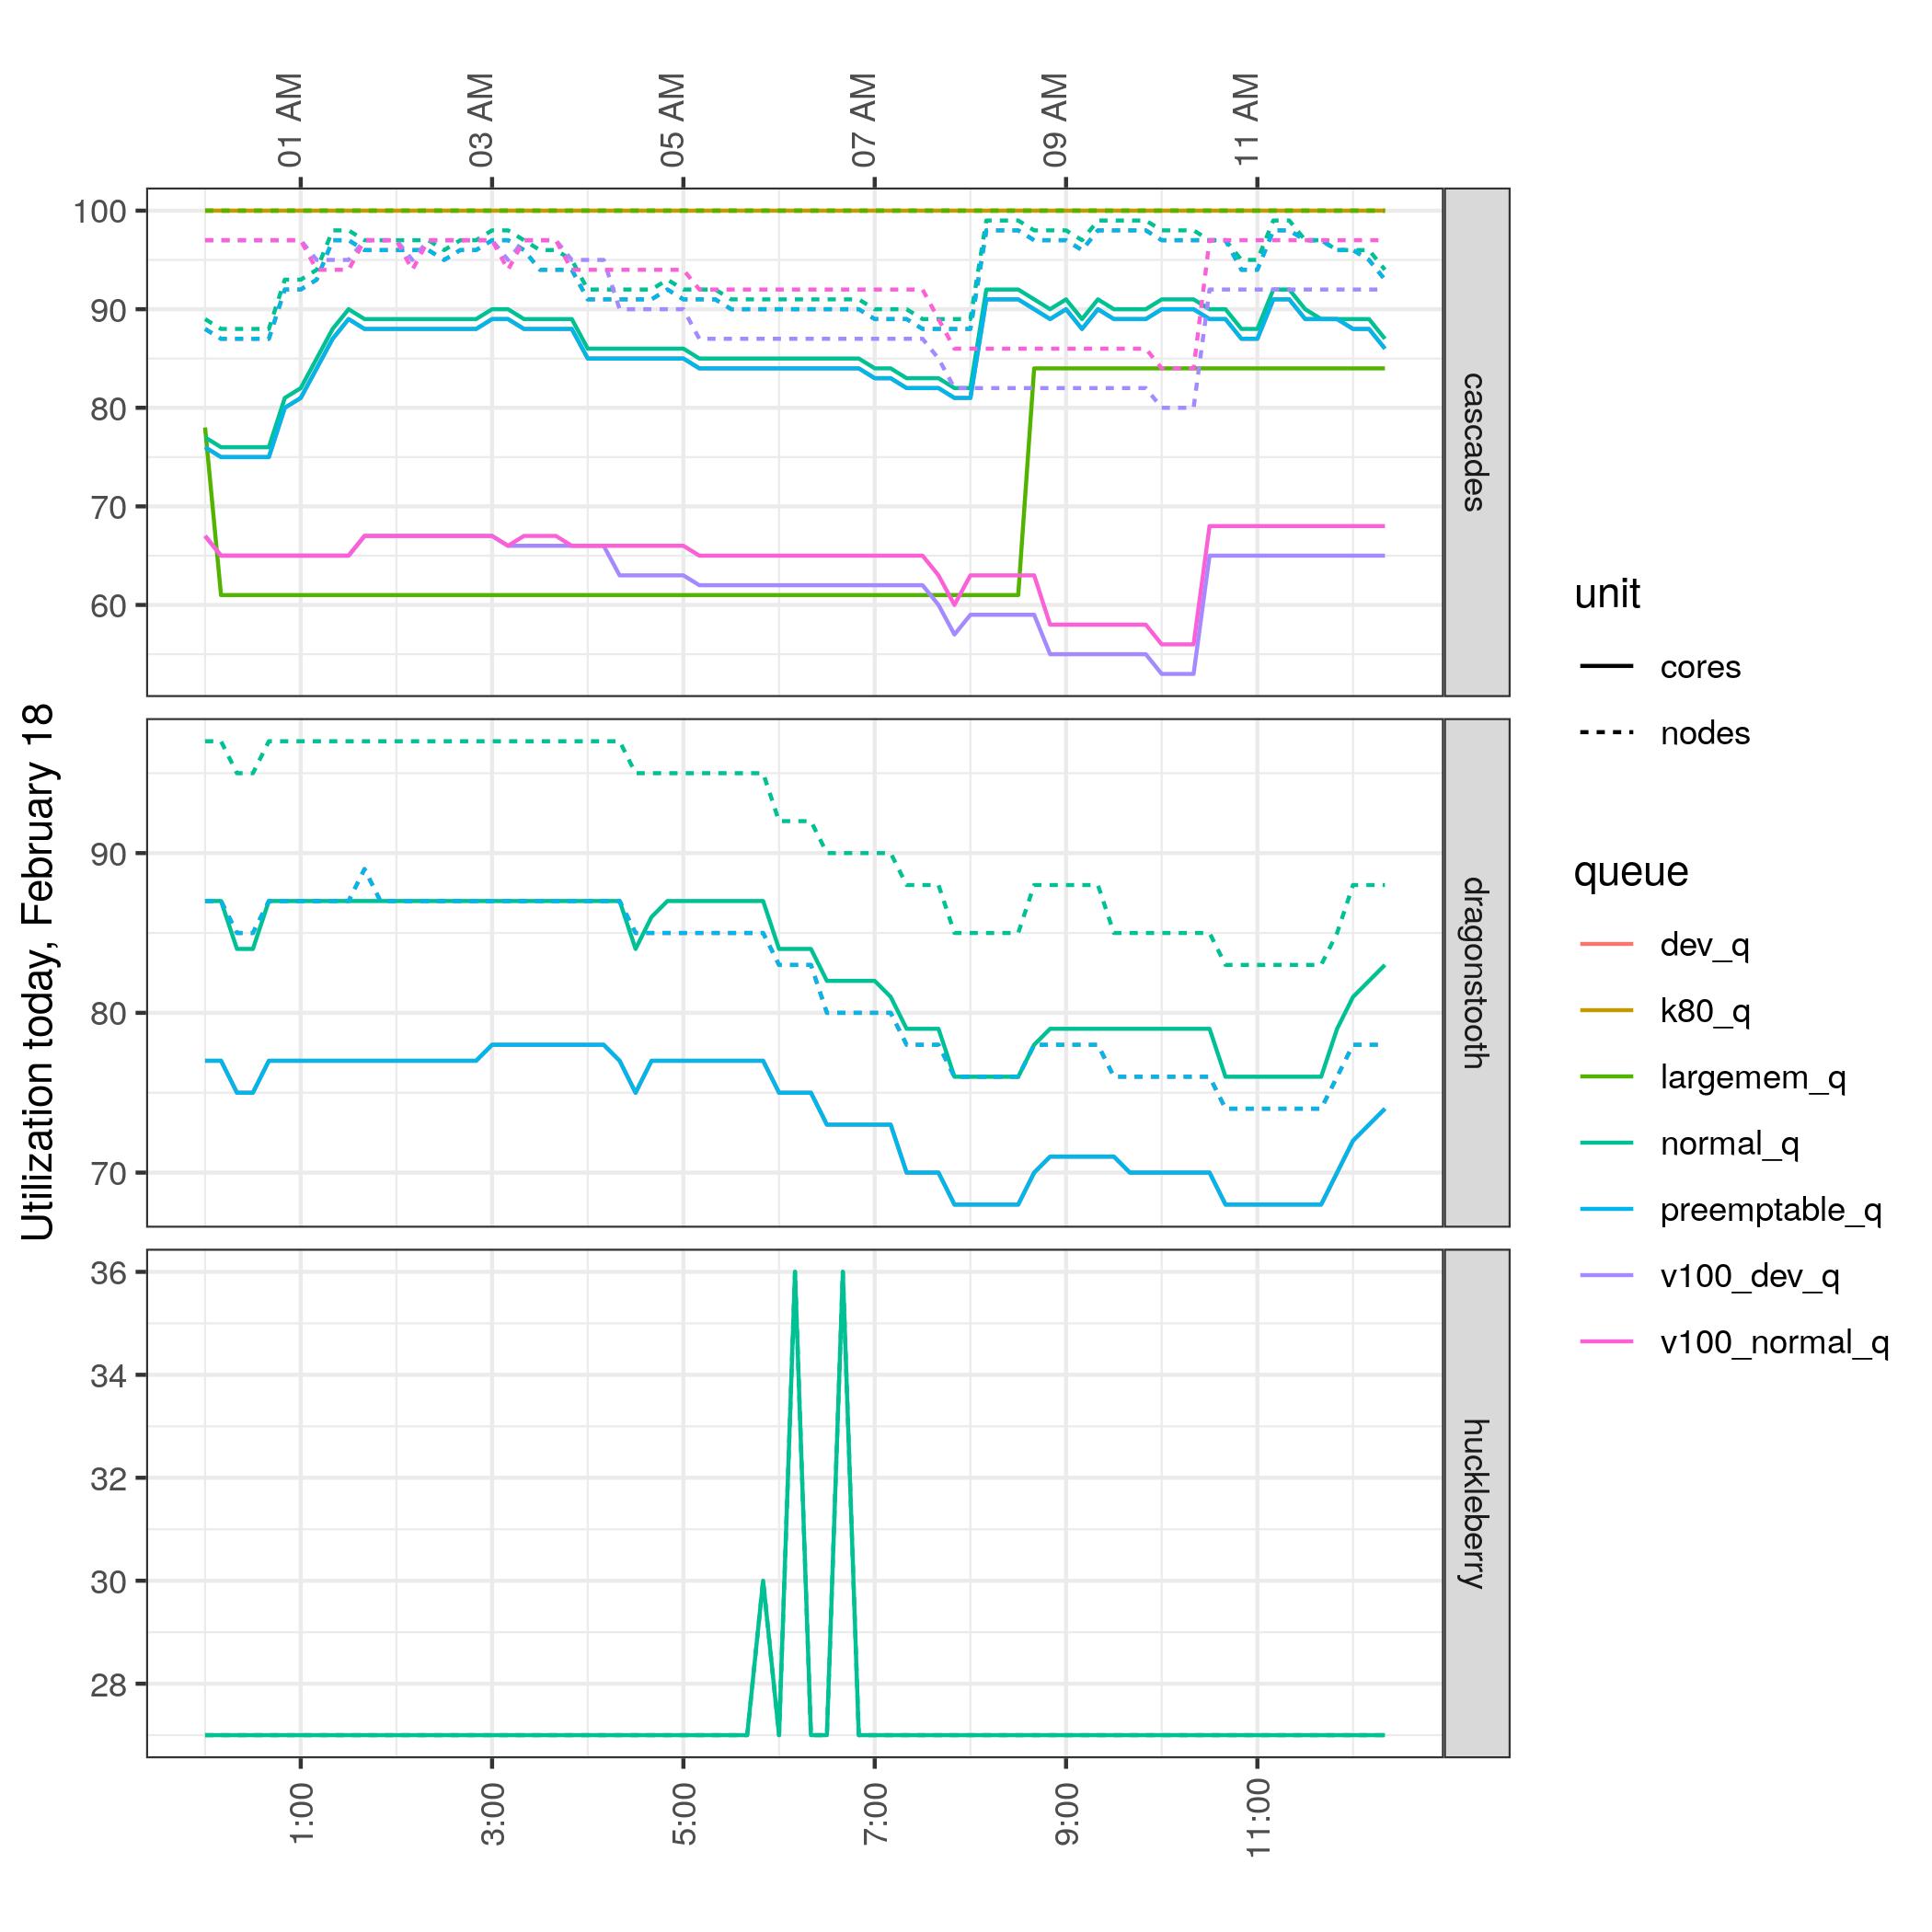 01 AM
03 AM
05 AM
07 AM
09 AM
11 AM
Utilization today, February 18
100
90
80
70
60
cascades
90
80
70
dragonstooth
36
34
32
30
28
huckleberry
1:00
3:00
5:00
7:00
9:00
11:00
unit
cores
nodes
queue
dev_q
k80_q
largemem_q
normal_q
preemptable_q
v100_dev_q
v100_normal_q